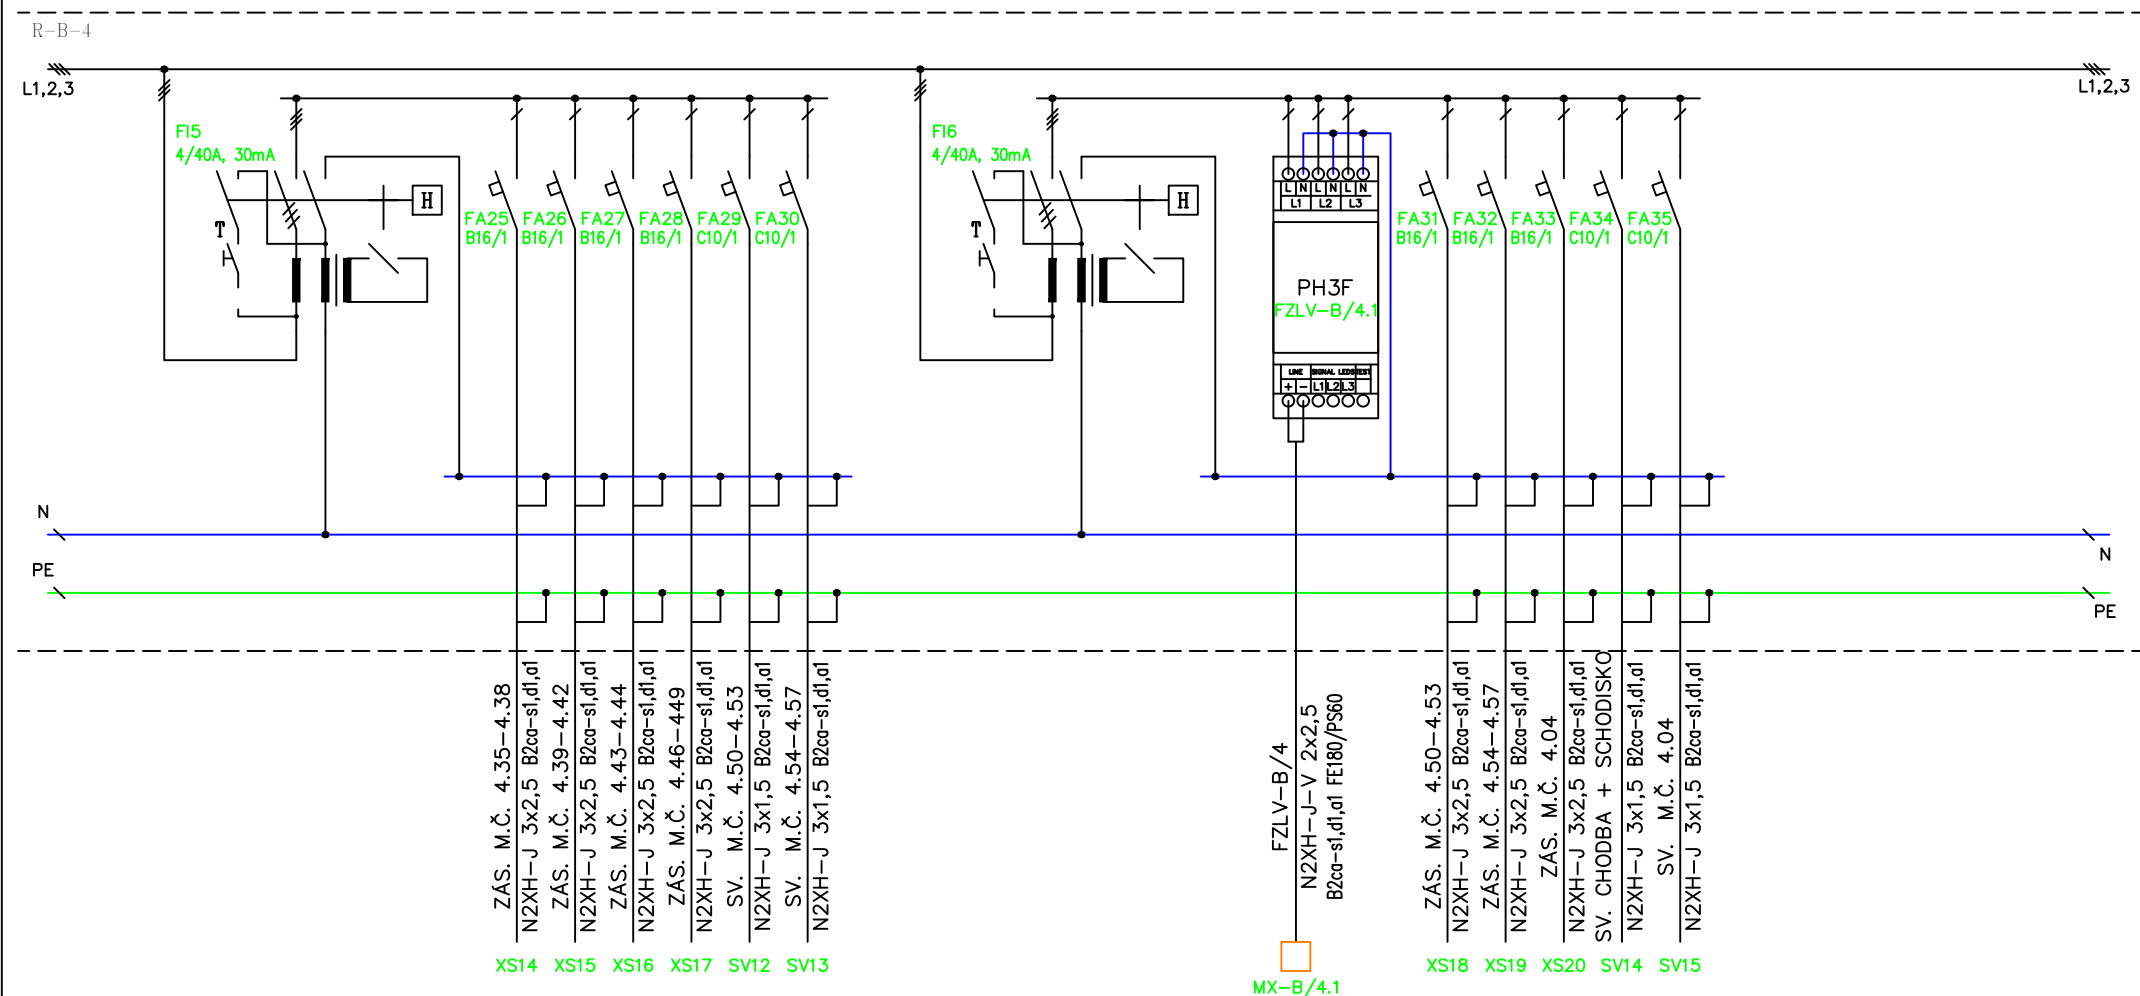 R-B-4
L1,2,3
L1,2,3
FI5
4/40A, 30mA
T
H
FA25
B16/1
FA26
B16/1
FA27
B16/1
FA28
B16/1
FA29
C10/1
FA30
C10/1
FI6
4/40A, 30mA
T
H
L N L N L N
L1 L2 L3
PH3F
FZLV-B/4.1
LINE SIGNAL LEDS TEST
+ - L1 L2 L3
FA31
B16/1
FA32
B16/1
FA33
B16/1
FA34
C10/1
FA35
C10/1
N
N
PE
PE
ZÁS. M.Č. 4.35-4.38
N2XH-J 3x2,5 B2ca-s1,d1,a1
ZÁS. M.Č. 4.39-4.42
N2XH-J 3x2,5 B2ca-s1,d1,a1
ZÁS. M.Č. 4.43-4.44
N2XH-J 3x2,5 B2ca-s1,d1,a1
ZÁS. M.Č. 4.46-449
N2XH-J 3x2,5 B2ca-s1,d1,a1
SV. M.Č. 4.50-4.53
N2XH-J 3x1,5 B2ca-s1,d1,a1
SV. M.Č. 4.54-4.57
N2XH-J 3x1,5 B2ca-s1,d1,a1
FZLV-B/4
N2XH-J-V 2x2,5
B2ca-s1,d1,a1 FE180/PS60
ZÁS. M.Č. 4.50-4.53
N2XH-J 3x2,5 B2ca-s1,d1,a1
ZÁS. M.Č. 4.54-4.57
N2XH-J 3x2,5 B2ca-s1,d1,a1
ZÁS. M.Č. 4.04
N2XH-J 3x2,5 B2ca-s1,d1,a1
SV. CHODBA + SCHODISKO
N2XH-J 3x1,5 B2ca-s1,d1,a1
SV. M.Č. 4.04
N2XH-J 3x1,5 B2ca-s1,d1,a1
XS14
XS15
XS16
XS17
SV12
SV13
MX-B/4.1
XS18
XS19
XS20
SV14
SV15